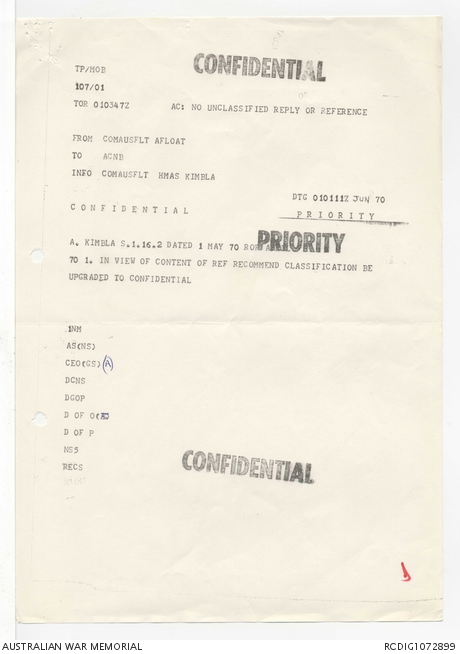 CONFIDENTIAL
TP/MOB
107/01
TOR 010347Z AC: NO UNCLASSIFIED REPLY OR REFERENCE
FROM COMAUSFLT AFLOAT
TO ACNB
INFO COMAUSFLT HMAS KIMBLA
DTG 010111Z JUN 70
CONFIDENTIAL
PRIORITY
PRIORITY
A. KIMBLA S.1.16.2 DATED 1 MAY 70 ROP
70 1. IN VIEW OF CONTENT OF REF RECOMMEND CLASSIFICATION BE
UPGRADED TO CONFIDENTIAL
1NM
AS(NS)
CEO(GS) (A)
DCNS
DGOP
D OF O
D OF P
NS5
RECS
CONFIDENTIAL
AUSTRALIAN WAR MEMORIAL
RCDIG1072899